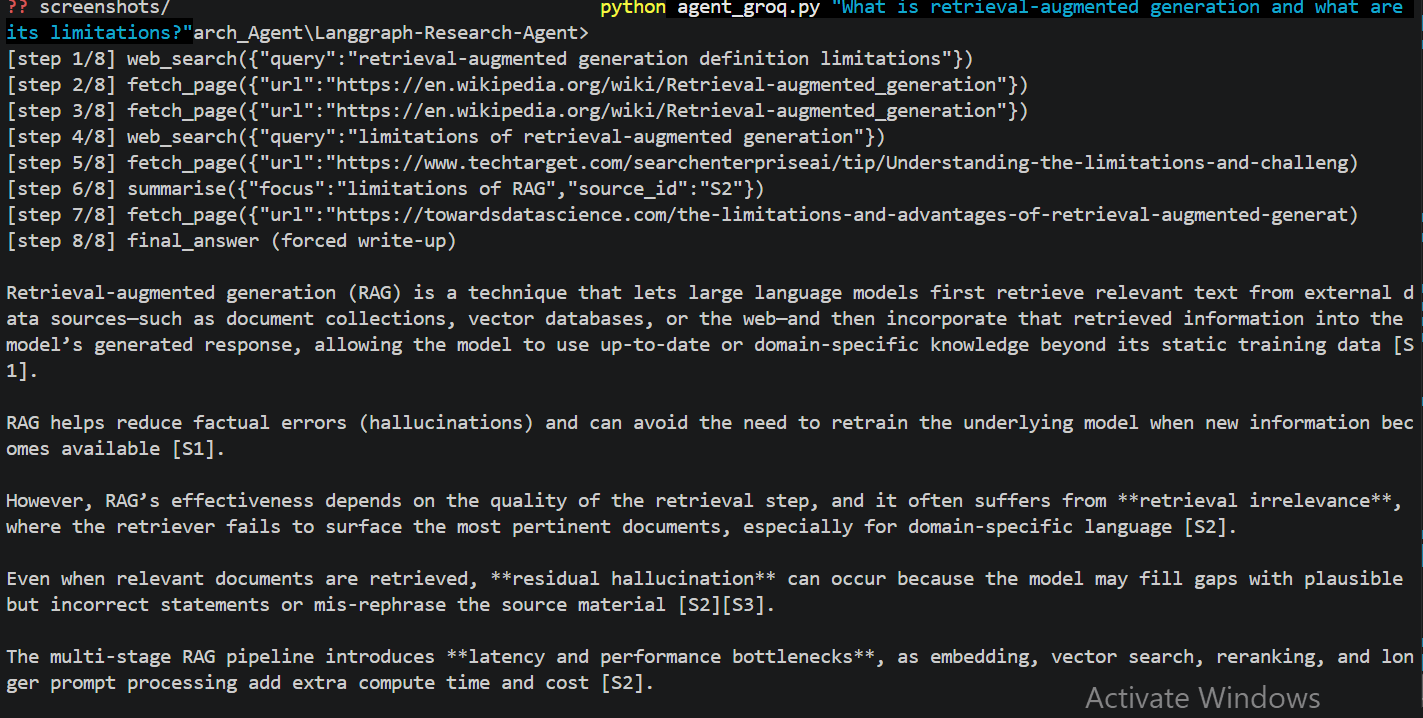 ?? screenshots/ python agent_groq.py "What is retrieval-augmented generation and what are
its limitations?"arch_Agent\Langgraph-Research-Agent>
[step 1/8] web_search({"query":"retrieval-augmented generation definition limitations"})
[step 2/8] fetch_page({"url":"https://en.wikipedia.org/wiki/Retrieval-augmented_generation"})
[step 3/8] fetch_page({"url":"https://en.wikipedia.org/wiki/Retrieval-augmented_generation"})
[step 4/8] web_search({"query":"limitations of retrieval-augmented generation"})
[step 5/8] fetch_page({"url":"https://www.techtarget.com/searchenterpriseai/tip/Understanding-the-limitations-and-challeng)
[step 6/8] summarise({"focus":"limitations of RAG","source_id":"S2"})
[step 7/8] fetch_page({"url":"https://towardsdatascience.com/the-limitations-and-advantages-of-retrieval-augmented-generat)
[step 8/8] final_answer (forced write-up)
Retrieval-augmented generation (RAG) is a technique that lets large language models first retrieve relevant text from external d
ata sources—such as document collections, vector databases, or the web—and then incorporate that retrieved information into the
model’s generated response, allowing the model to use up-to-date or domain-specific knowledge beyond its static training data [S
1].
RAG helps reduce factual errors (hallucinations) and can avoid the need to retrain the underlying model when new information bec
omes available [S1].
However, RAG’s effectiveness depends on the quality of the retrieval step, and it often suffers from **retrieval irrelevance**,
where the retriever fails to surface the most pertinent documents, especially for domain-specific language [S2].
Even when relevant documents are retrieved, **residual hallucination** can occur because the model may fill gaps with plausible
but incorrect statements or mis-rephrase the source material [S2][S3].
The multi-stage RAG pipeline introduces **latency and performance bottlenecks**, as embedding, vector search, reranking, and lon
ger prompt processing add extra compute time and cost [S2].
Activate Windows